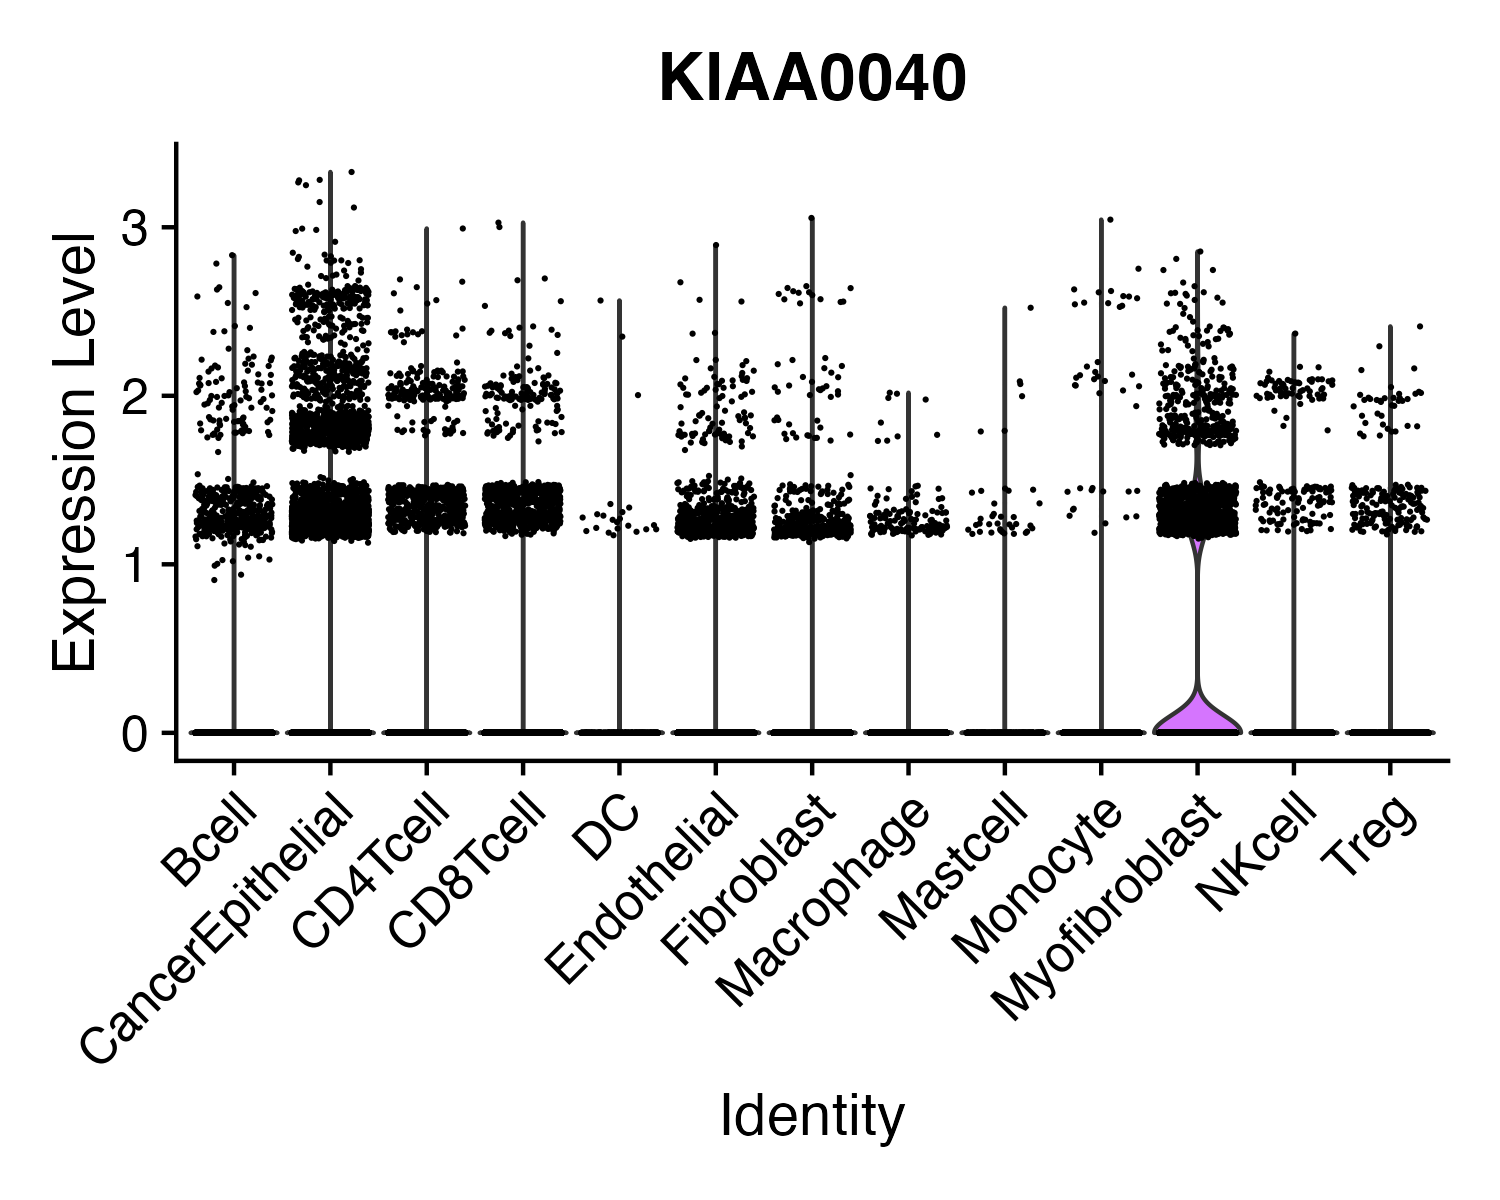 KIAA0040
Expression Level
3
2
1
0
Bcell
CancerEpithelial
CD4Tcell
CD8Tcell
DC
Endothelial
Fibroblast
Macrophage
Mastcell
Monocyte
Myofibroblast
NKcell
Treg
Identity